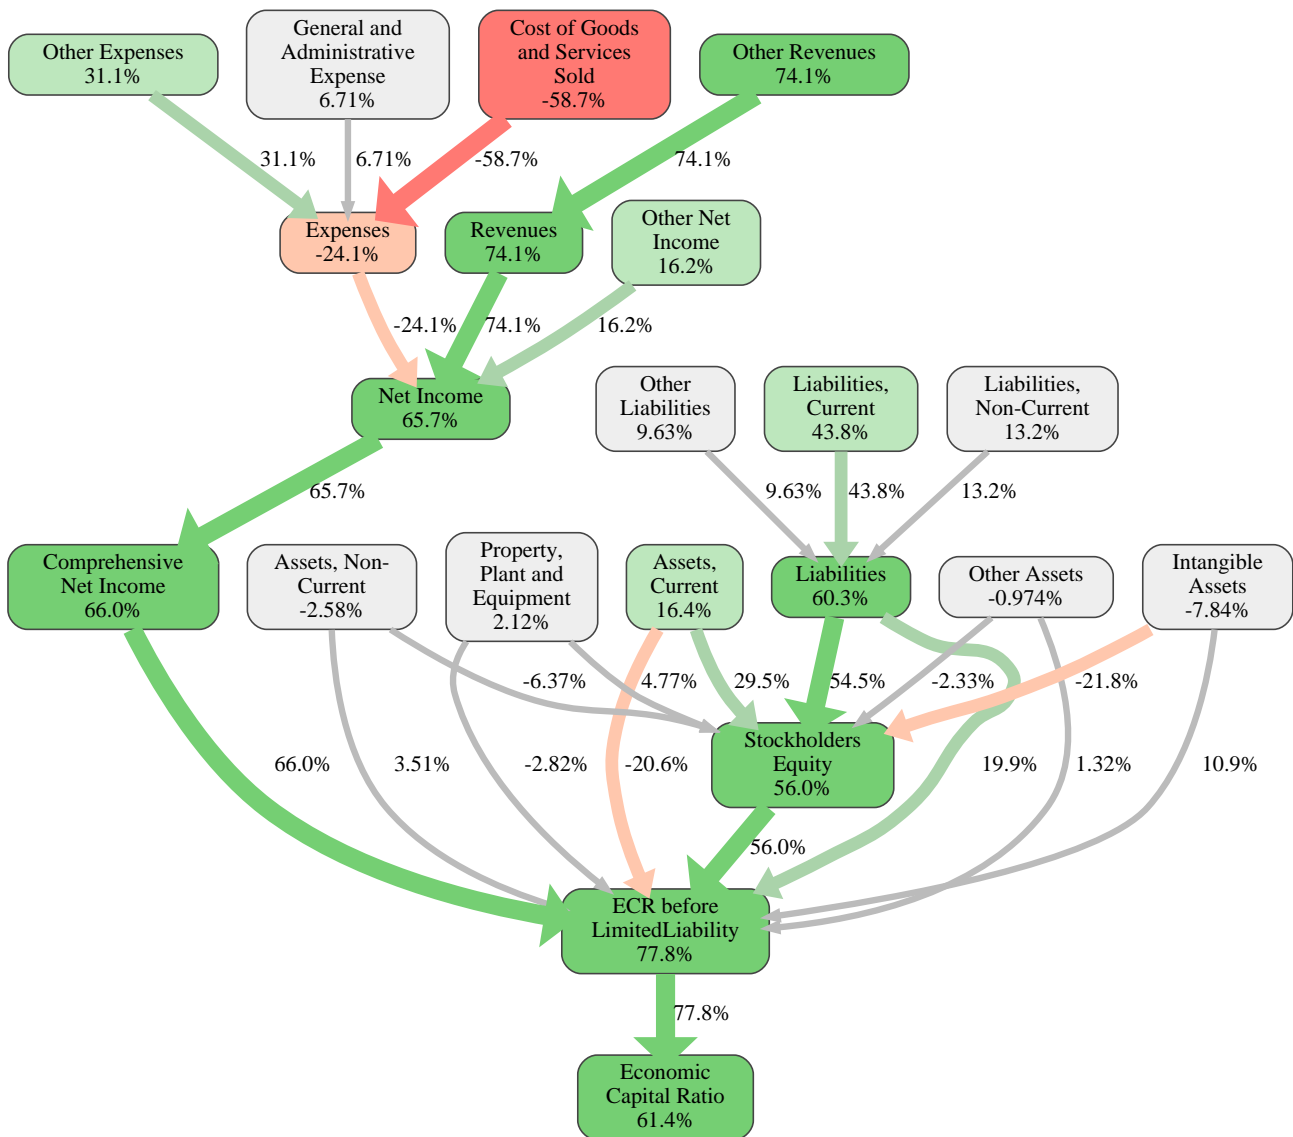 Other Expenses
31.1%
General and
Administrative
Expense
6.71%
Cost of Goods
and Services
Sold
-58.7%
Other Revenues
74.1%
31.1%
6.71%
-58.7%
74.1%
Expenses
-24.1%
Revenues
74.1%
Other Net
Income
16.2%
-24.1%
74.1%
16.2%
Net Income
65.7%
Other
Liabilities
9.63%
Liabilities,
Current
43.8%
Liabilities,
Non-Current
13.2%
65.7%
9.63%
43.8%
13.2%
Comprehensive
Net Income
66.0%
Assets, Non-
Current
-2.58%
Property,
Plant and
Equipment
2.12%
Assets,
Current
16.4%
Liabilities
60.3%
Other Assets
-0.974%
Intangible
Assets
-7.84%
-6.37%
4.77%
29.5%
54.5%
-2.33%
-21.8%
Stockholders
Equity
56.0%
66.0%
3.51%
-2.82%
-20.6%
19.9%
1.32%
10.9%
56.0%
ECR before
LimitedLiability
77.8%
77.8%
Economic
Capital Ratio
61.4%